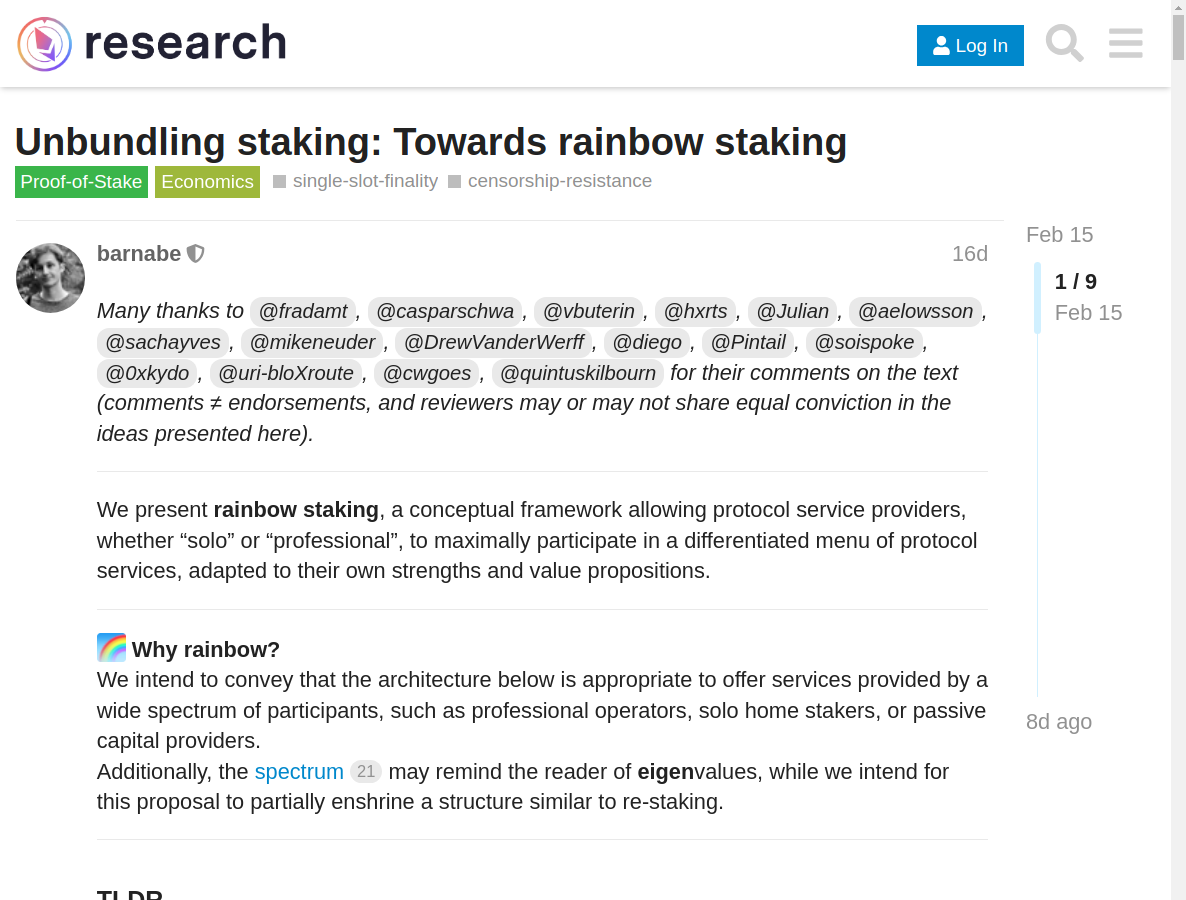 research
Log In
Unbundling staking: Towards rainbow staking
Proof-of-Stake Economics single-slot-finality censorship-resistance
Feb 15
barnabe 16d
1 / 9
Feb 15
Many thanks to @fradamt, @casparschwa, @vbuterin, @hxrts, @Julian, @aelowsson,
@sachayves, @mikeneuder, @DrewVanderWerff, @diego, @Pintail, @soispoke,
@0xkydo, @uri-bloXroute, @cwgoes, @quintuskilbourn for their comments on the text
(comments ≠ endorsements, and reviewers may or may not share equal conviction in the
ideas presented here).
We present rainbow staking, a conceptual framework allowing protocol service providers,
whether “solo” or “professional”, to maximally participate in a differentiated menu of protocol
services, adapted to their own strengths and value propositions.
Why rainbow?
We intend to convey that the architecture below is appropriate to offer services provided by a
wide spectrum of participants, such as professional operators, solo home stakers, or passive
capital providers.
8d ago
Additionally, the spectrum 21 may remind the reader of eigenvalues, while we intend for
this proposal to partially enshrine a structure similar to re-staking.
TLDR